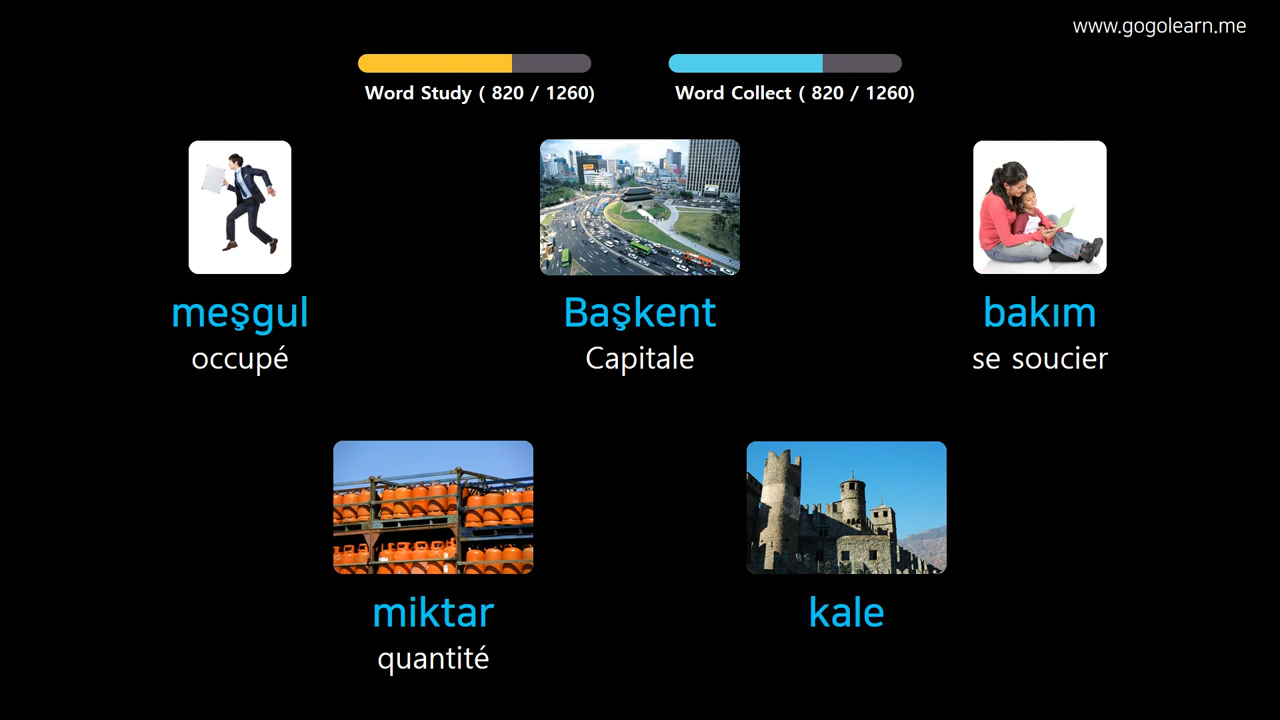 www.gogolearn.me
Word Study ( 820 / 1260)
Word Collect ( 820 / 1260)
meşgul
occupé
Başkent
Capitale
bakım
se soucier
miktar
quantité
kale